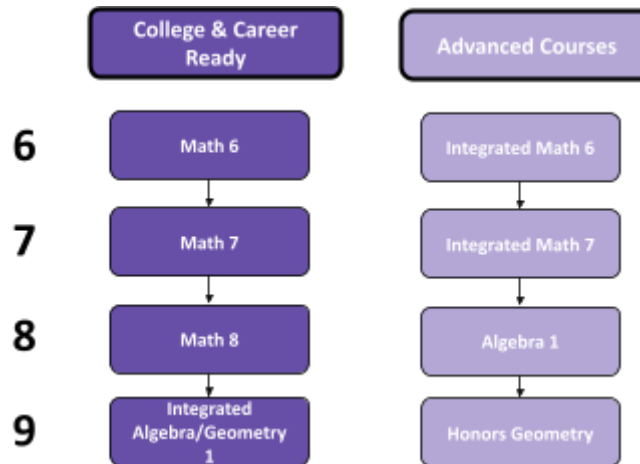 College & Career
Ready
Advanced Courses
6
Math 6
Integrated Math 6
7
Math 7
Integrated Math 7
8
Math 8
Algebra 1
9
Integrated
Algebra/Geometry
1
Honors Geometry